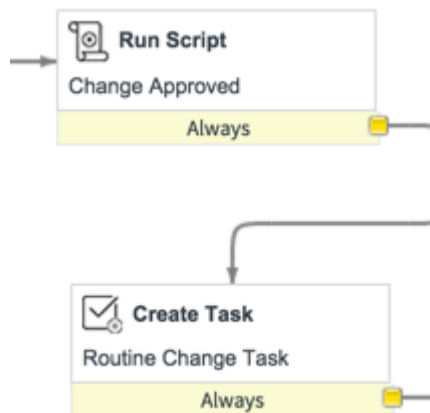 Run Script
Change Approved
Always
Create Task
Routine Change Task
Always